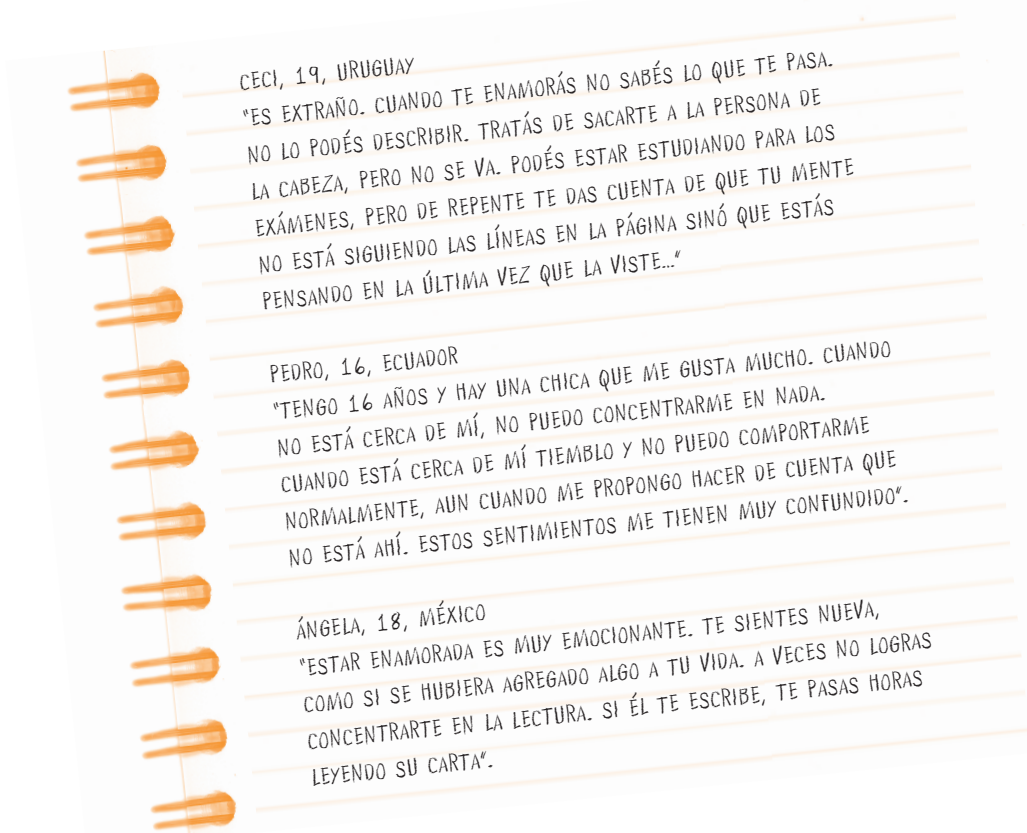 CECI, 19, URUGUAY
"ES EXTRAÑO. CUANDO TE ENAMORÁS NO SABÉS LO QUE TE PASA.
NO LO PODÉS DESCRIBIR. TRATÁS DE SACARTE A LA PERSONA DE
LA CABEZA, PERO NO SE VA. PODÉS ESTAR ESTUDIANDO PARA LOS
EXÁMENES, PERO DE REPENTE TE DAS CUENTA DE QUE TU MENTE
NO ESTÁ SIGUIENDO LAS LÍNEAS EN LA PÁGINA SINÓ QUE ESTÁS
PENSANDO EN LA ÚLTIMA VEZ QUE LA VISTE..."
PEDRO, 16, ECUADOR
"TENGO 16 AÑOS Y HAY UNA CHICA QUE ME GUSTA MUCHO. CUANDO
NO ESTÁ CERCA DE MÍ, NO PUEDO CONCENTRARME EN NADA.
CUANDO ESTÁ CERCA DE MÍ TIEMBLO Y NO PUEDO COMPORTARME
NORMALMENTE, AUN CUANDO ME PROPONGO HACER DE CUENTA QUE
NO ESTÁ AHÍ. ESTOS SENTIMIENTOS ME TIENEN MUY CONFUNDIDO".
ÁNGELA, 18, MÉXICO
"ESTAR ENAMORADA ES MUY EMOCIONANTE. TE SIENTES NUEVA,
COMO SI SE HUBIERA AGREGADO ALGO A TU VIDA. A VECES NO LOGRAS
CONCENTRARTE EN LA LECTURA. SI ÉL TE ESCRIBE, TE PASAS HORAS
LEYENDO SU CARTA".